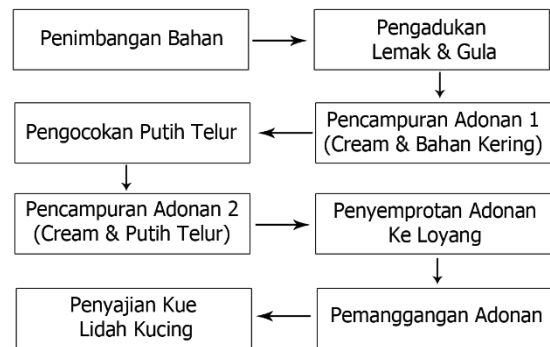 Penimbangan Bahan
Pengadukan
Lemak & Gula
Pencampuran Adonan 1
(Cream & Bahan Kering)
Pengocokan Putih Telur
Pencampuran Adonan 2
(Cream & Putih Telur)
Penyemprotan Adonan
Ke Loyang
Pemanggangan Adonan
Penyajian Kue
Lidah Kucing